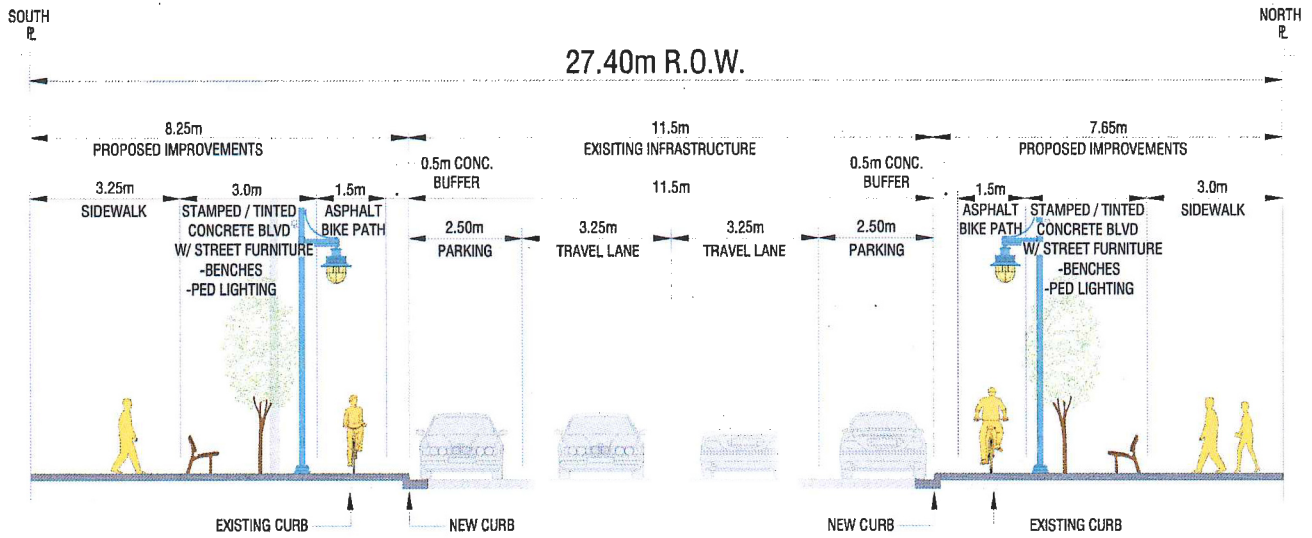 SOUTH
PL
NORTH
PL
27.40m R.O.W.
8.25m
PROPOSED IMPROVEMENTS
11.5m
EXISITING INFRASTRUCTURE
7.65m
PROPOSED IMPROVEMENTS
0.5m CONC.
BUFFER
0.5m CONC.
BUFFER
11.5m
3.25m
SIDEWALK
3.0m
STAMPED / TINTED
CONCRETE BLVD
W/ STREET FURNITURE
-BENCHES
-PED LIGHTING
1.5m
ASPHALT
BIKE PATH
2.50m
PARKING
3.25m
TRAVEL LANE
3.25m
TRAVEL LANE
2.50m
PARKING
1.5m
ASPHALT
BIKE PATH
STAMPED / TINTED
CONCRETE BLVD
W/ STREET FURNITURE
-BENCHES
-PED LIGHTING
3.0m
SIDEWALK
EXISTING CURB
NEW CURB
NEW CURB
EXISTING CURB